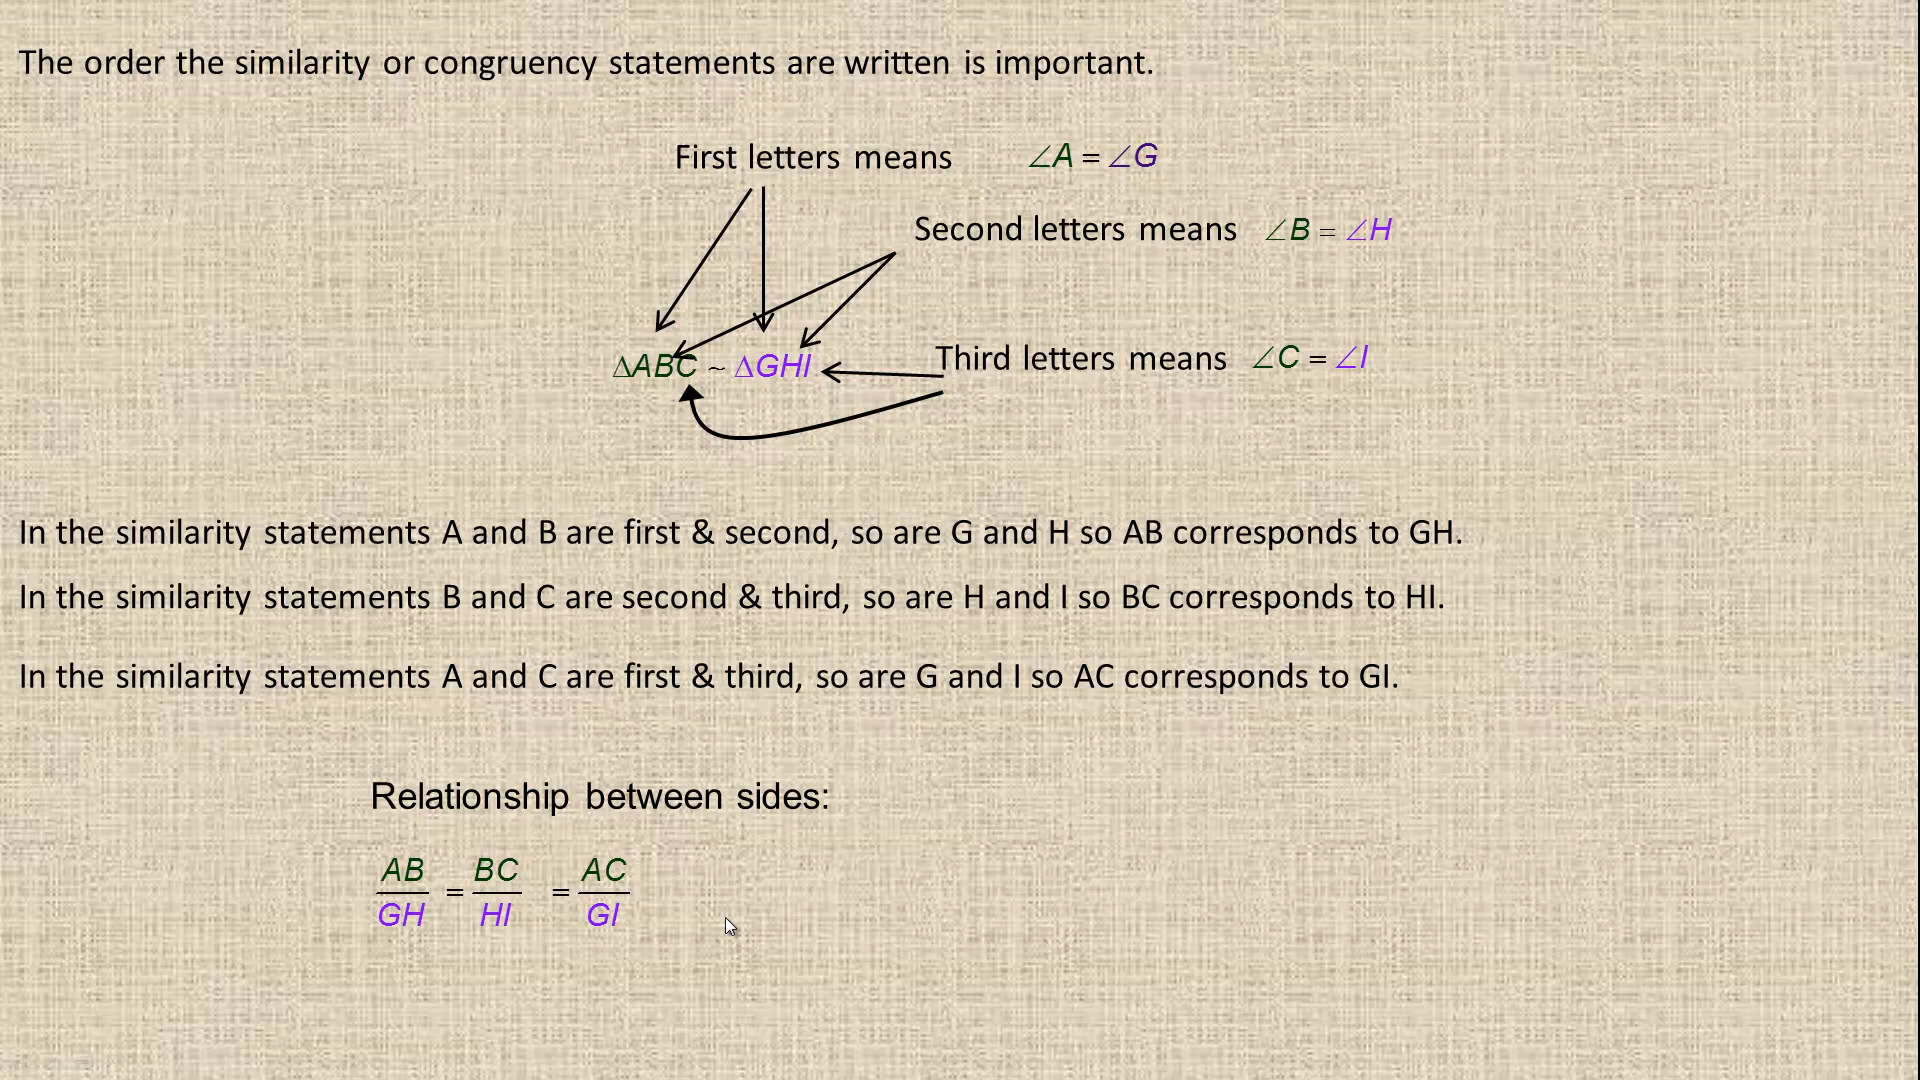 The order the similarity or congruency statements are written is important.
First letters means ∠A = ∠G
Second letters means ∠B = ∠H
ΔABC ~ ΔGHI
Third letters means ∠C = ∠I
In the similarity statements A and B are first & second, so are G and H so AB corresponds to GH.
In the similarity statements B and C are second & third, so are H and I so BC corresponds to HI.
In the similarity statements A and C are first & third, so are G and I so AC corresponds to GI.
Relationship between sides:
AB/GH = BC/HI = AC/GI